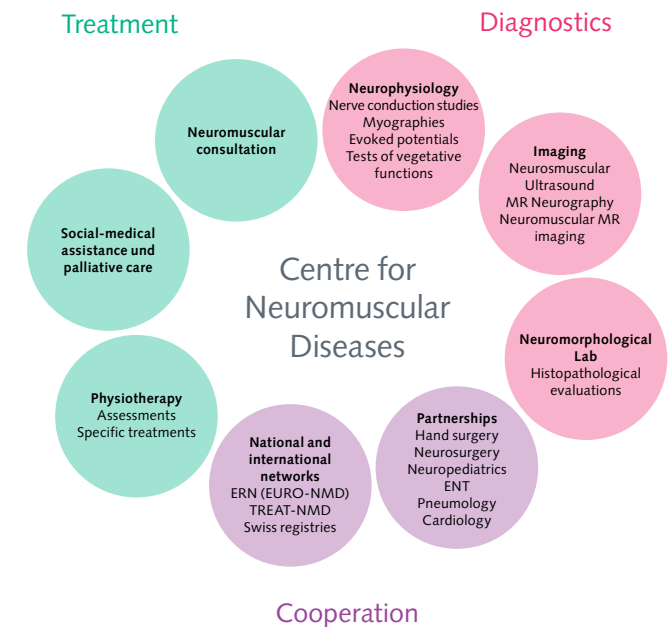 Treatment
Diagnostics
Neurophysiology
Nerve conduction studies
Myographies
Evoked potentials
Tests of vegetative
functions
Neuromuscular
consultation
Imaging
Neurosmuscular
Ultrasound
MR Neurography
Neuromuscular MR
imaging
Social-medical
assistance und
palliative care
Centre for
Neuromuscular
Diseases
Neuromorphological
Lab
Histopathological
evaluations
Physiotherapy
Assessments
Specific treatments
National and
international
networks
ERN (EURO-NMD)
TREAT-NMD
Swiss registries
Partnerships
Hand surgery
Neurosurgery
Neuropediatrics
ENT
Pneumology
Cardiology
Cooperation